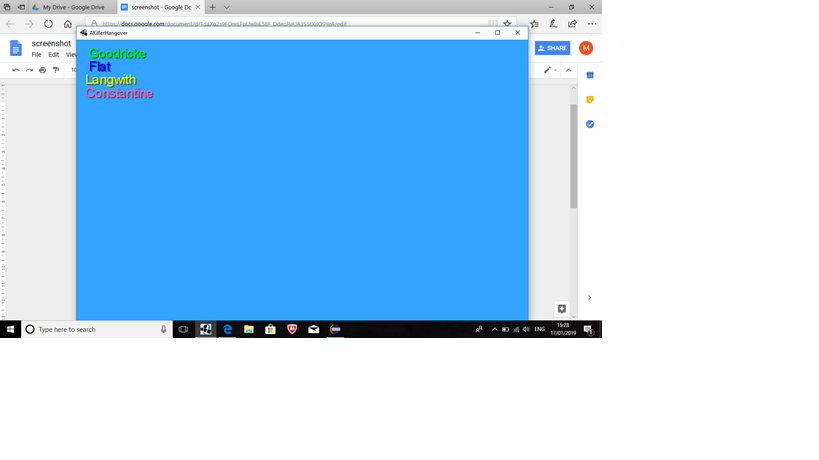 My Drive - Google Drive
screenshot - Google Dc
AKillerHangover
screenshot
File Edit
SHARE
M
Goodricke
Flat
Langwith
Constantine
Type here to search
ENG
15:28
17/01/2019